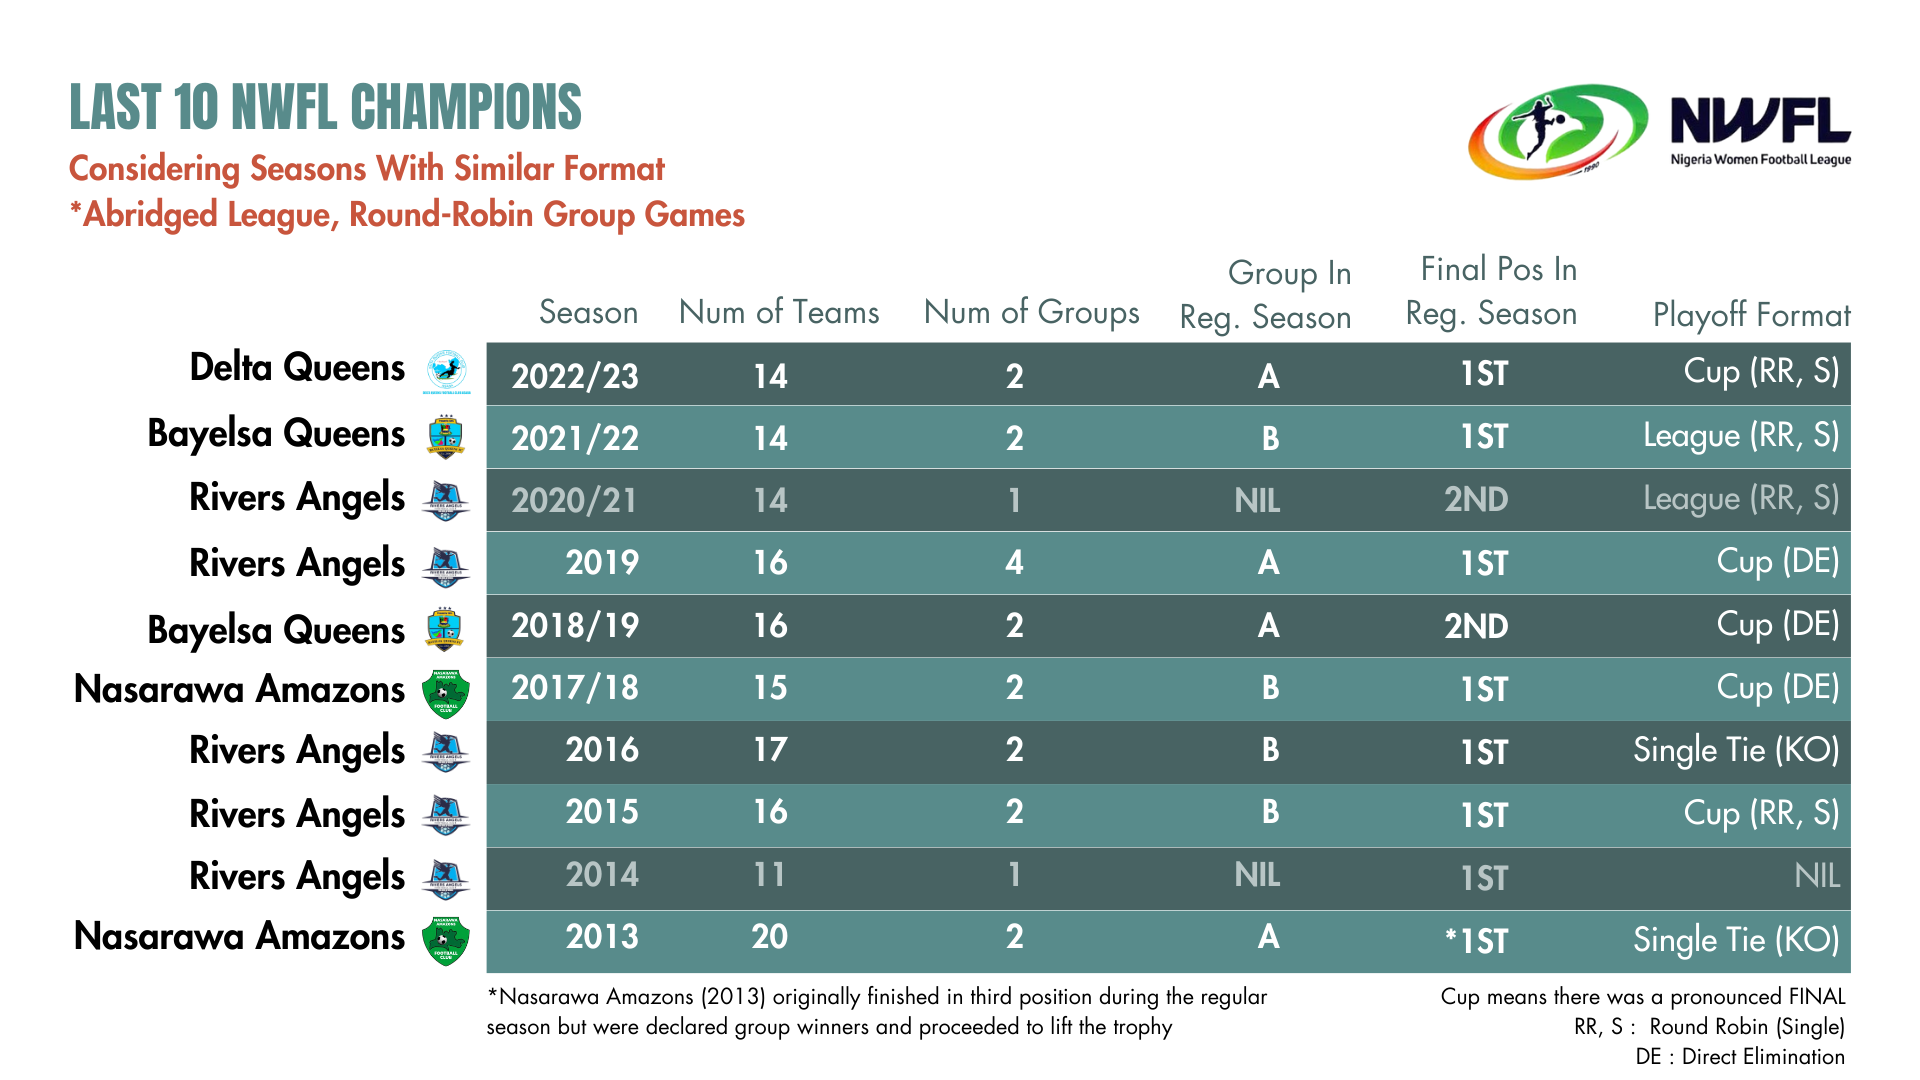 LAST 10 NWFL CHAMPIONS
Considering Seasons With Similar Format
*Abridged League, Round-Robin Group Games
1990
NWFL
Nigeria Women Football League
Season Num of Teams Num of Groups Group In Reg. Season Final Pos In Reg. Season Playoff Format
Delta Queens 2022/23 14 2 A 1ST Cup (RR, S)
Bayelsa Queens 2021/22 14 2 B 1ST League (RR, S)
Rivers Angels 2020/21 14 1 NIL 2ND League (RR, S)
Rivers Angels 2019 16 4 A 1ST Cup (DE)
Bayelsa Queens 2018/19 16 2 A 2ND Cup (DE)
Nasarawa Amazons 2017/18 15 2 B 1ST Cup (DE)
Rivers Angels 2016 17 2 B 1ST Single Tie (KO)
Rivers Angels 2015 16 2 B 1ST Cup (RR, S)
Rivers Angels 2014 11 1 NIL 1ST NIL
Nasarawa Amazons 2013 20 2 A *1ST Single Tie (KO)
*Nasarawa Amazons (2013) originally finished in third position during the regular
season but were declared group winners and proceeded to lift the trophy
Cup means there was a pronounced FINAL
RR, S : Round Robin (Single)
DE : Direct Elimination